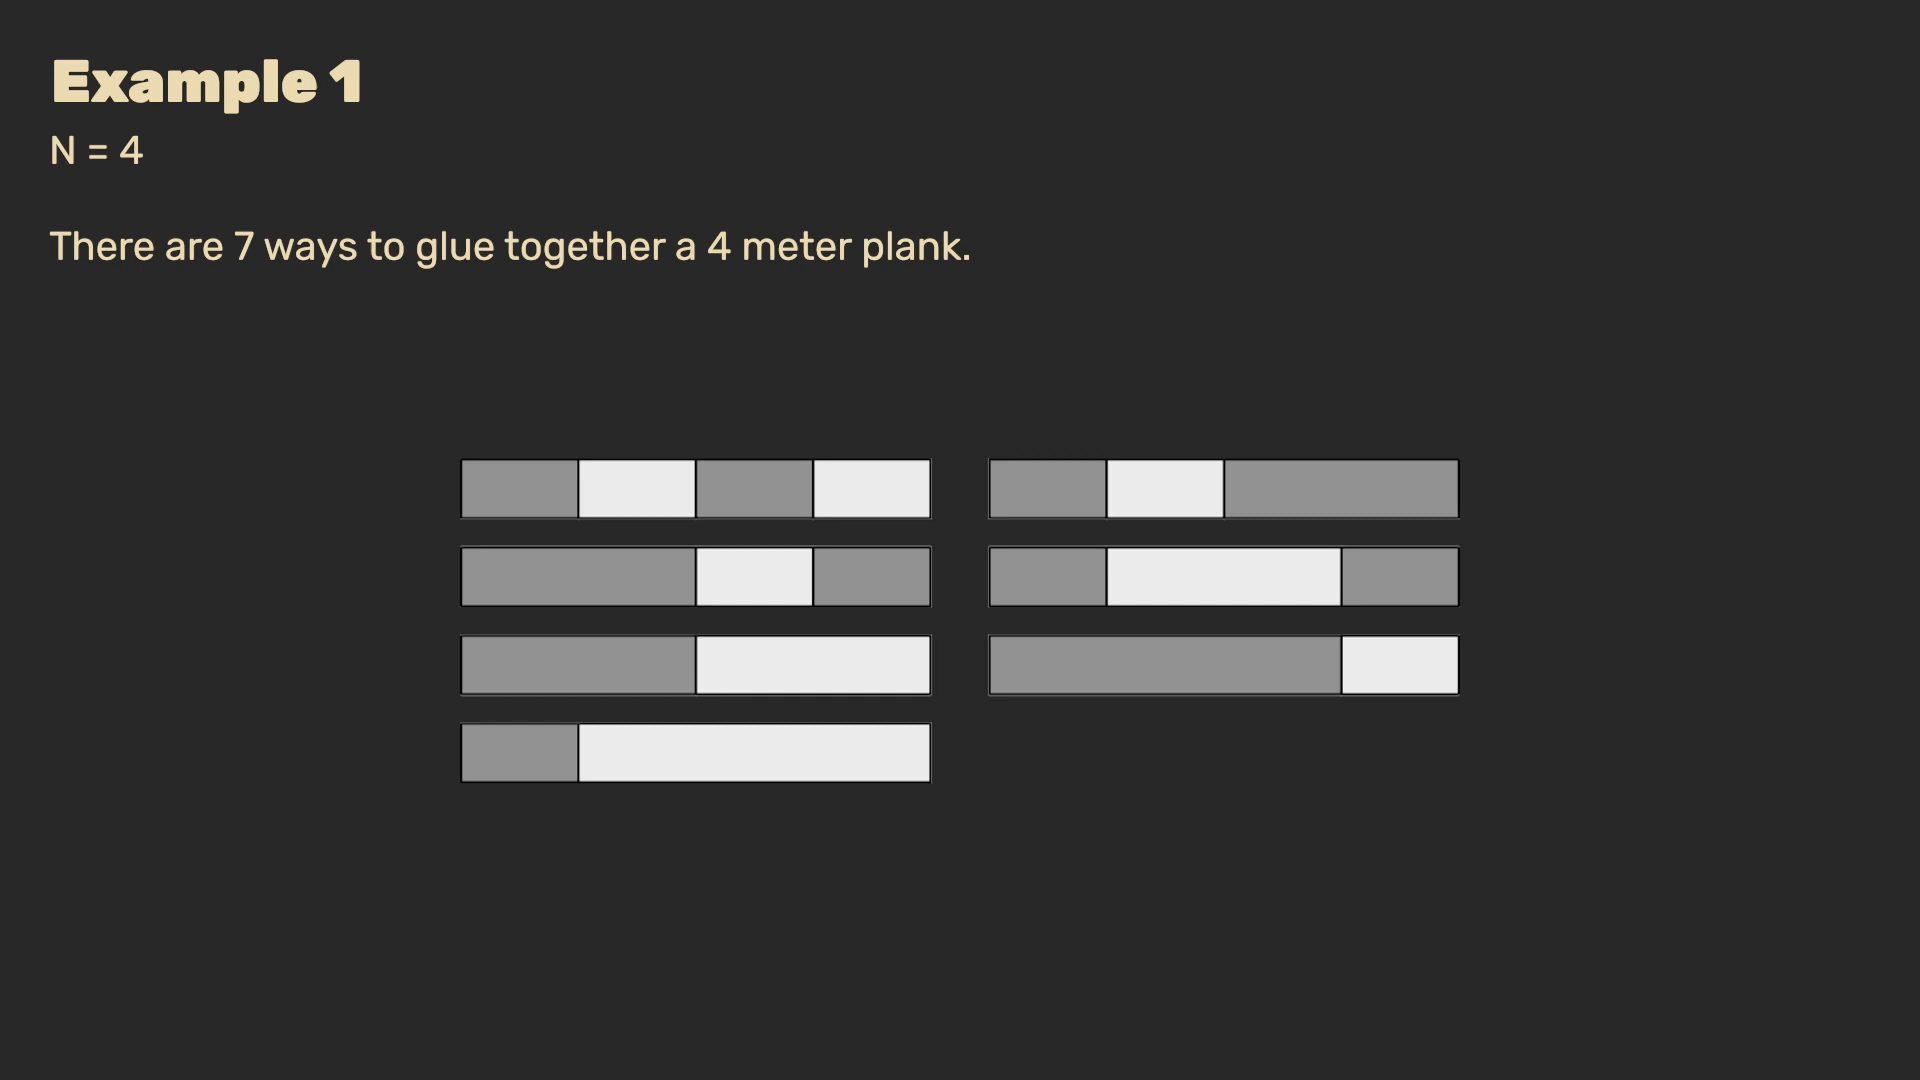 Example 1
N = 4
There are 7 ways to glue together a 4 meter plank.